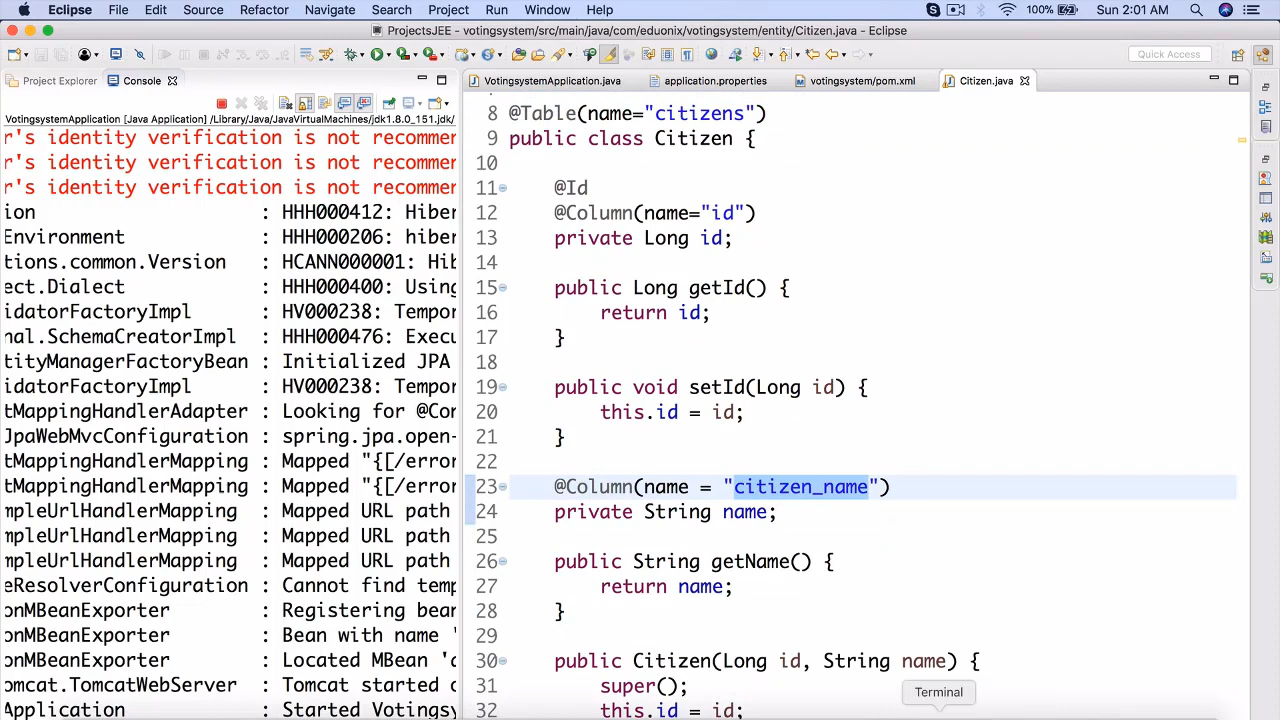 Eclipse File Edit Source Refactor Navigate Search Project Run Window Help 100% Sun 2:01 AM
ProjectsJEE — votingsystem/src/main/java/com/eduonix/votingsystem/entity/Citizen.java — Eclipse
Quick Access
Project Explorer Console
VotingsystemApplication.java application.properties votingsystem/pom.xml Citizen.java
VotingsystemApplication [Java Application] /Library/Java/JavaVirtualMachines/jdk1.8.0_151.jdk/
r's identity verification is not recommer
r's identity verification is not recommer
r's identity verification is not recommer
ion : HHH000412: Hiber
Environment : HHH000206: hiber
tions.common.Version : HCANN000001: Hib
ect.Dialect : HHH000400: Using
idatorFactoryImpl : HV000238: Tempor
nal.SchemaCreatorImpl : HHH000476: Execu
tityManagerFactoryBean : Initialized JPA
idatorFactoryImpl : HV000238: Tempor
tMappingHandlerAdapter : Looking for @Cor
JpaWebMvcConfiguration : spring.jpa.open-
tMappingHandlerMapping : Mapped "{[/error
tMappingHandlerMapping : Mapped "{[/error
mpleUrlHandlerMapping : Mapped URL path
mpleUrlHandlerMapping : Mapped URL path
mpleUrlHandlerMapping : Mapped URL path
eResolverConfiguration : Cannot find temp
onMBeanExporter : Registering bear
onMBeanExporter : Bean with name '
onMBeanExporter : Located MBean 'd
omcat.TomcatWebServer : Tomcat started o
Application : Started Votingsy
8 @Table(name="citizens")
9 public class Citizen {
10
11 @Id
12 @Column(name="id")
13 private Long id;
14
15 public Long getId() {
16 return id;
17 }
18
19 public void setId(Long id) {
20 this.id = id;
21 }
22
23 @Column(name = "citizen_name")
24 private String name;
25
26 public String getName() {
27 return name;
28 }
29
30 public Citizen(Long id, String name) {
31 super();
32 this.id = id;
Terminal